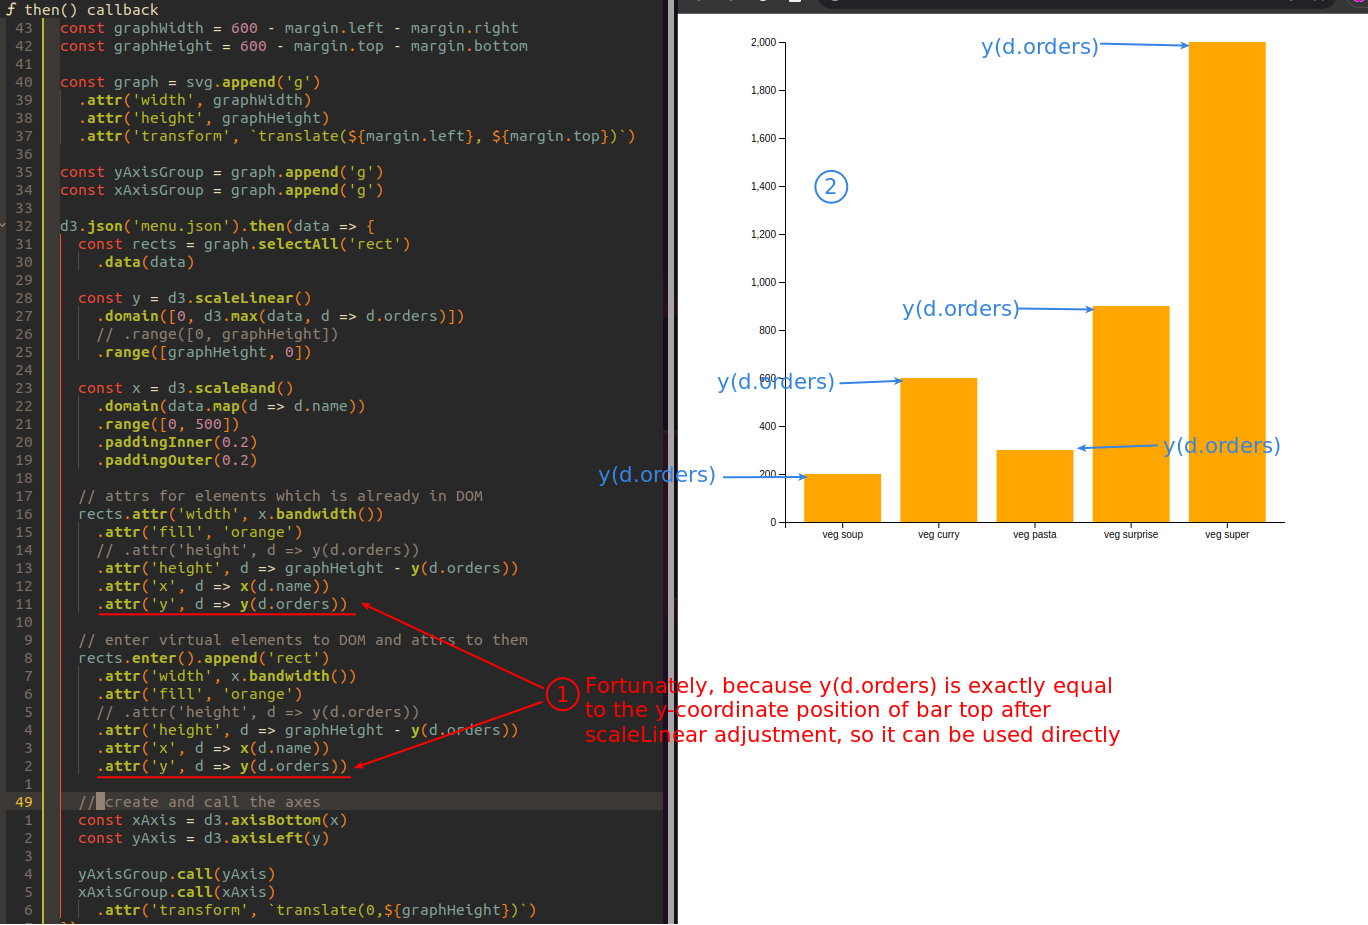 ƒ then() callback
43 const graphWidth = 600 - margin.left - margin.right
42 const graphHeight = 600 - margin.top - margin.bottom
41
40 const graph = svg.append('g')
39 .attr('width', graphWidth)
38 .attr('height', graphHeight)
37 .attr('transform', `translate(${margin.left}, ${margin.top})`)
36
35 const yAxisGroup = graph.append('g')
34 const xAxisGroup = graph.append('g')
33
32 d3.json('menu.json').then(data => {
31 const rects = graph.selectAll('rect')
30 .data(data)
29
28 const y = d3.scaleLinear()
27 .domain([0, d3.max(data, d => d.orders)])
26 // .range([0, graphHeight])
25 .range([graphHeight, 0])
24
23 const x = d3.scaleBand()
22 .domain(data.map(d => d.name))
21 .range([0, 500])
20 .paddingInner(0.2)
19 .paddingOuter(0.2)
18
17 // attrs for elements which is already in DOM
16 rects.attr('width', x.bandwidth())
15 .attr('fill', 'orange')
14 // .attr('height', d => y(d.orders))
13 .attr('height', d => graphHeight - y(d.orders))
12 .attr('x', d => x(d.name))
11 .attr('y', d => y(d.orders))
10
9 // enter virtual elements to DOM and attrs to them
8 rects.enter().append('rect')
7 .attr('width', x.bandwidth())
6 .attr('fill', 'orange')
5 // .attr('height', d => y(d.orders))
4 .attr('height', d => graphHeight - y(d.orders))
3 .attr('x', d => x(d.name))
2 .attr('y', d => y(d.orders))
1
49 // create and call the axes
1 const xAxis = d3.axisBottom(x)
2 const yAxis = d3.axisLeft(y)
3
4 yAxisGroup.call(yAxis)
5 xAxisGroup.call(xAxis)
6 .attr('transform', `translate(0,${graphHeight})`)
1 Fortunately, because y(d.orders) is exactly equal
to the y-coordinate position of bar top after
scaleLinear adjustment, so it can be used directly
2,000
y(d.orders)
1,800
1,600
1,400
2
1,200
1,000
y(d.orders)
800
600
y(d.orders)
400
y(d.orders)
200
y(d.orders)
0
veg soup veg curry veg pasta veg surprise veg super